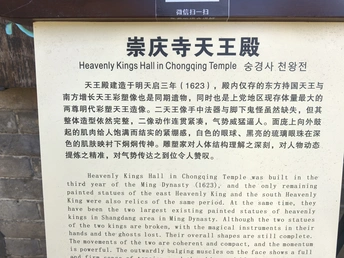 微信扫一扫
崇庆寺天王殿
Heavenly Kings Hall in Chongqing Temple 숭경사 천왕전
天王殿建造于明天启三年（1623），殿内仅存的东方持国天王与
南方增长天王彩塑像也是同期遗物，同时也是上党地区现存体量最大的
两尊明代彩塑天王造像。二天王像手中法器与脚下鬼怪虽然缺失，但其
整体造型依然完整，二像动作连贯紧凑，气势威猛逼人。面庞上向外鼓
起的肌肉给人饱满而结实的紧绷感，白色的眼球、黑亮的琉璃眼珠在深
色的肌肤映衬下炯炯传神。雕塑家对人体结构理解之深刻，对人物动态
提炼之精准，对气势传达之到位令人赞叹。
Heavenly Kings Hall in Chongqing Temple was built in the
third year of the Ming Dynasty (1623), and the only remaining
painted statues of the east Heavenly King and the south Heavenly
King were also relics of the same period. At the same time, they
have been the two largest existing painted statues of heavenly
kings in Shangdang area in Ming Dynasty. Although the two statues
of the two kings are broken, with the magical instruments in their
hands and the ghosts lost. Their overall shapes are still complete.
The movements of the two are coherent and compact, and the momentum
is powerful. The outwardly bulging muscles on the face shows a full